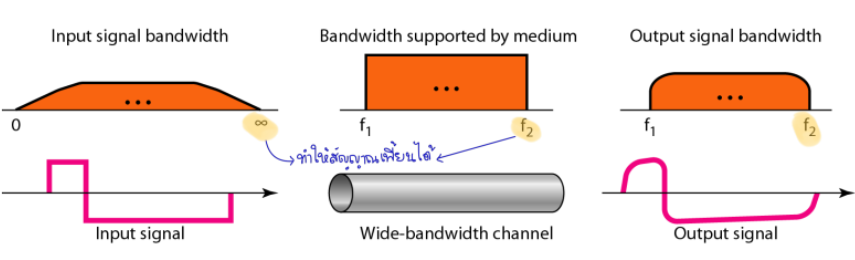 Input signal bandwidth
Bandwidth supported by medium
Output signal bandwidth
...
...
...
0
∞
f1
f2
f1
f2
ทำให้สัญญาณเพี้ยนได้
Input signal
Wide-bandwidth channel
Output signal